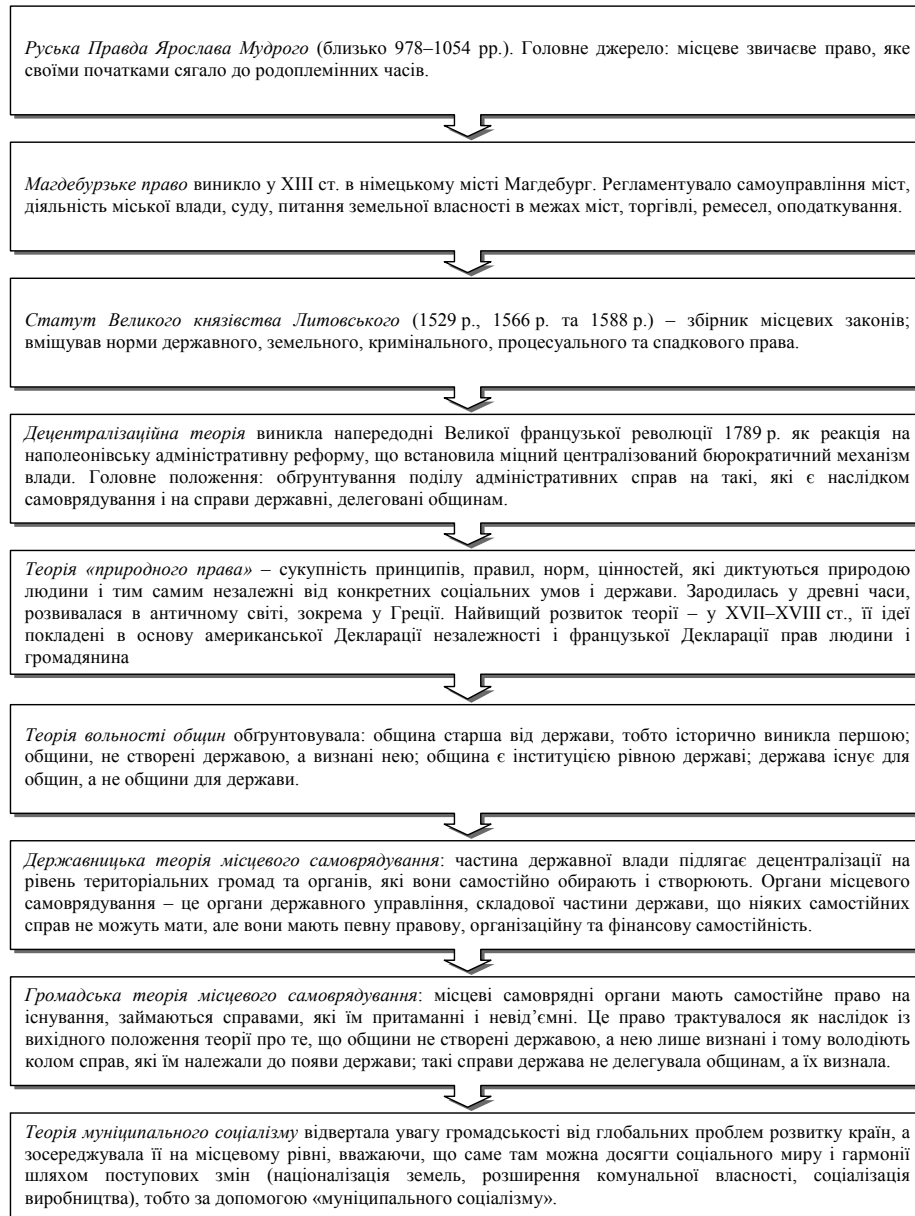 Руська Правда Ярослава Мудрого (близько 978–1054 рр.). Головне джерело: місцеве звичаєве право, яке
своїми початками сягало до родоплемінних часів.
Магдебурзьке право виникло у XIII ст. в німецькому місті Магдебург. Регламентувало самоуправління міст,
діяльність міської влади, суду, питання земельної власності в межах міст, торгівлі, ремесел, оподаткування.
Статут Великого князівства Литовського (1529 р., 1566 р. та 1588 р.) – збірник місцевих законів;
вміщував норми державного, земельного, кримінального, процесуального та спадкового права.
Децентралізаційна теорія виникла напередодні Великої французької революції 1789 р. як реакція на
наполеонівську адміністративну реформу, що встановила міцний централізований бюрократичний механізм
влади. Головне положення: обґрунтування поділу адміністративних справ на такі, які є наслідком
самоврядування і на справи державні, делеговані общинам.
Теорія «природного права» – сукупність принципів, правил, норм, цінностей, які диктуються природою
людини і тим самим незалежні від конкретних соціальних умов і держави. Зародилась у древні часи,
розвивалася в античному світі, зокрема у Греції. Найвищий розвиток теорії – у XVII–XVIII ст., її ідеї
покладені в основу американської Декларації незалежності і французької Декларації прав людини і
громадянина
Теорія вольності общин обґрунтовувала: община старша від держави, тобто історично виникла першою;
общини, не створені державою, а визнані нею; община є інституцією рівною державі; держава існує для
общин, а не общини для держави.
Державницька теорія місцевого самоврядування: частина державної влади підлягає децентралізації на
рівень територіальних громад та органів, які вони самостійно обирають і створюють. Органи місцевого
самоврядування – це органи державного управління, складової частини держави, що ніяких самостійних
справ не можуть мати, але вони мають певну правову, організаційну та фінансову самостійність.
Громадська теорія місцевого самоврядування: місцеві самоврядні органи мають самостійне право на
існування, займаються справами, які їм притаманні і невід’ємні. Це право трактувалось як наслідок із
вихідного положення теорії про те, що общини не створені державою, а нею лише визнані і тому володіють
колом справ, які їм належали до появи держави; такі справи держава не делегувала общинам, а їх визнала.
Теорія муніципального соціалізму відвертала увагу громадськості від глобальних проблем розвитку країн, а
зосереджувала її на місцевому рівні, вважаючи, що саме там можна досягти соціального миру і гармонії
шляхом поступових змін (націоналізація земель, розширення комунальної власності, соціалізація
виробництва), тобто за допомогою «муніципального соціалізму».